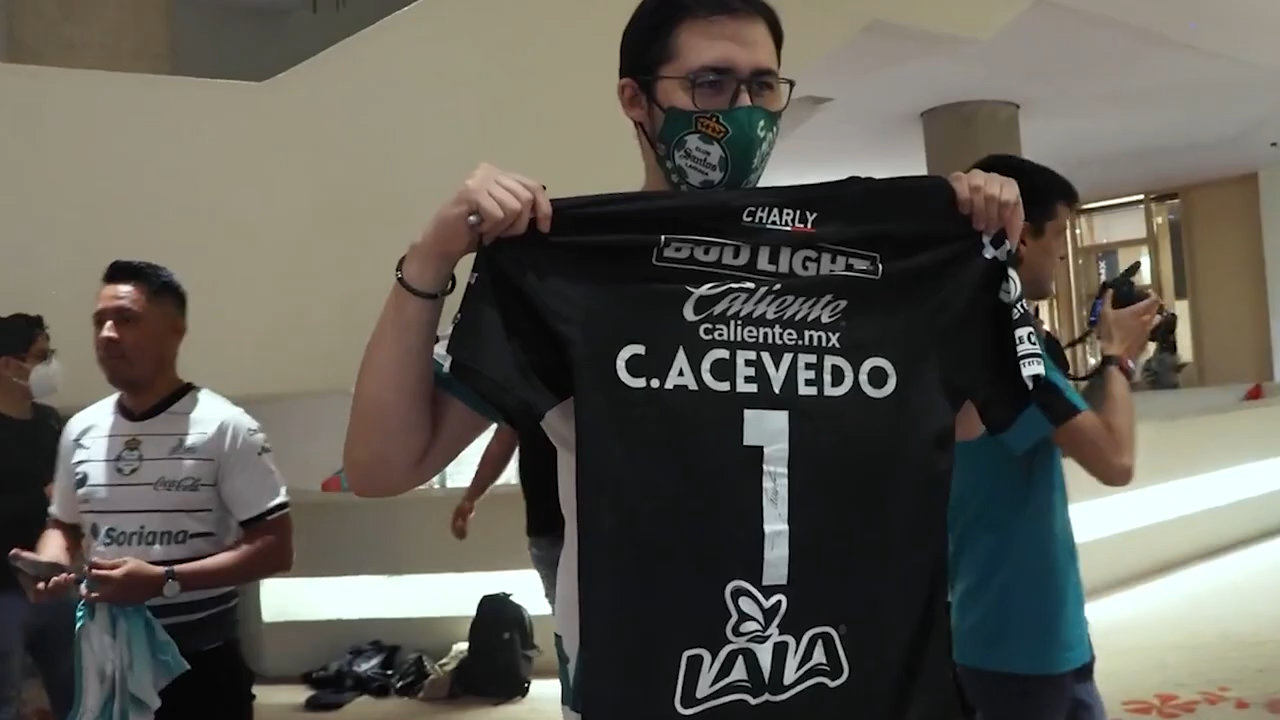 CLUB
Santos
LAGUNA
CHARLY
BUD LIGHT
Caliente
caliente.mx
C.ACEVEDO
1
LALA
Coca-Cola
Soriana